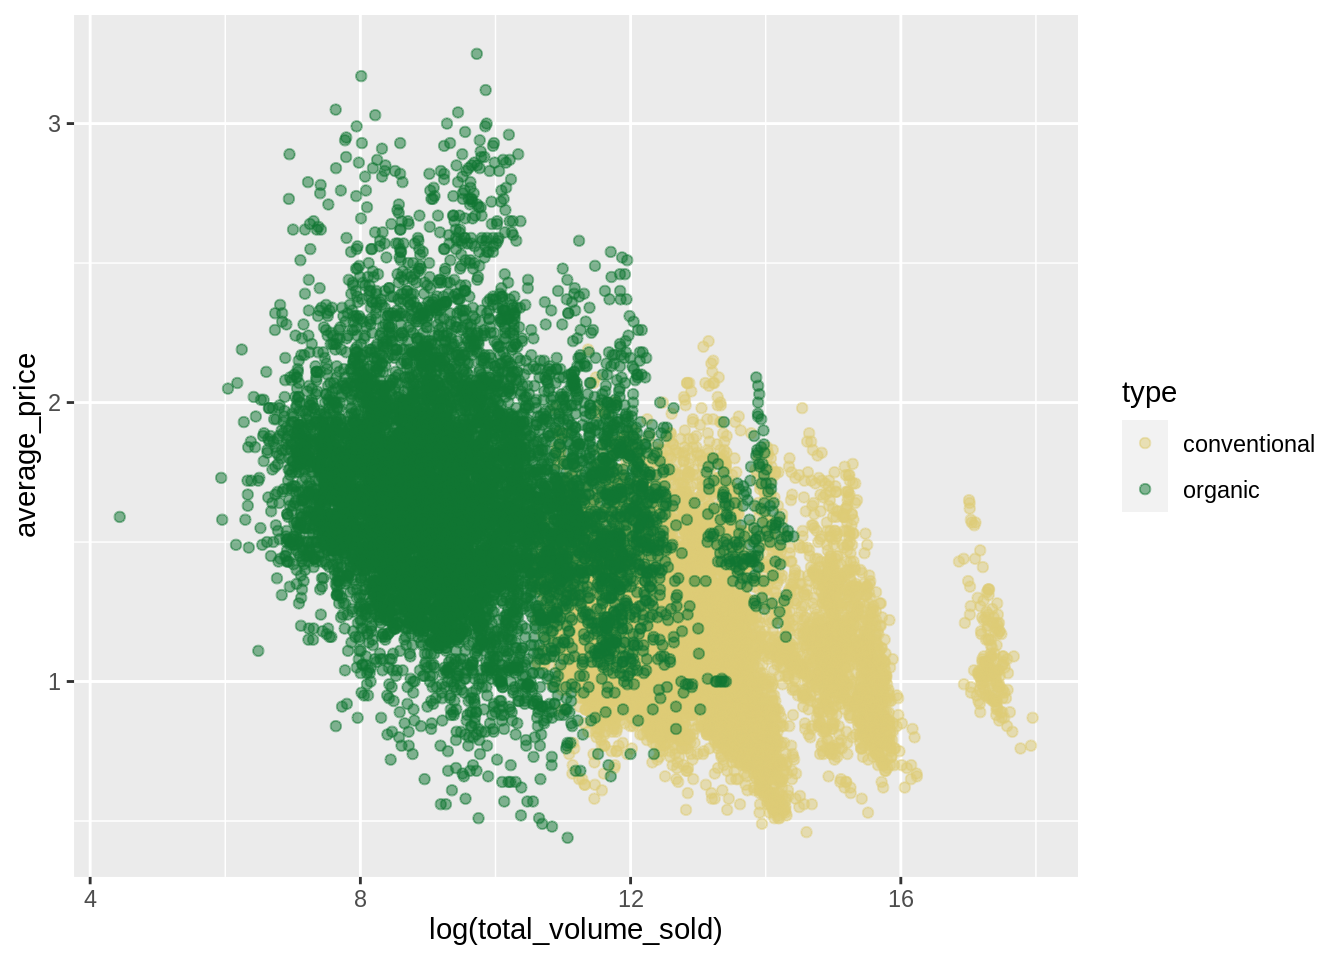 3
2
1
average_price
4
8
12
16
log(total_volume_sold)
type
conventional
organic